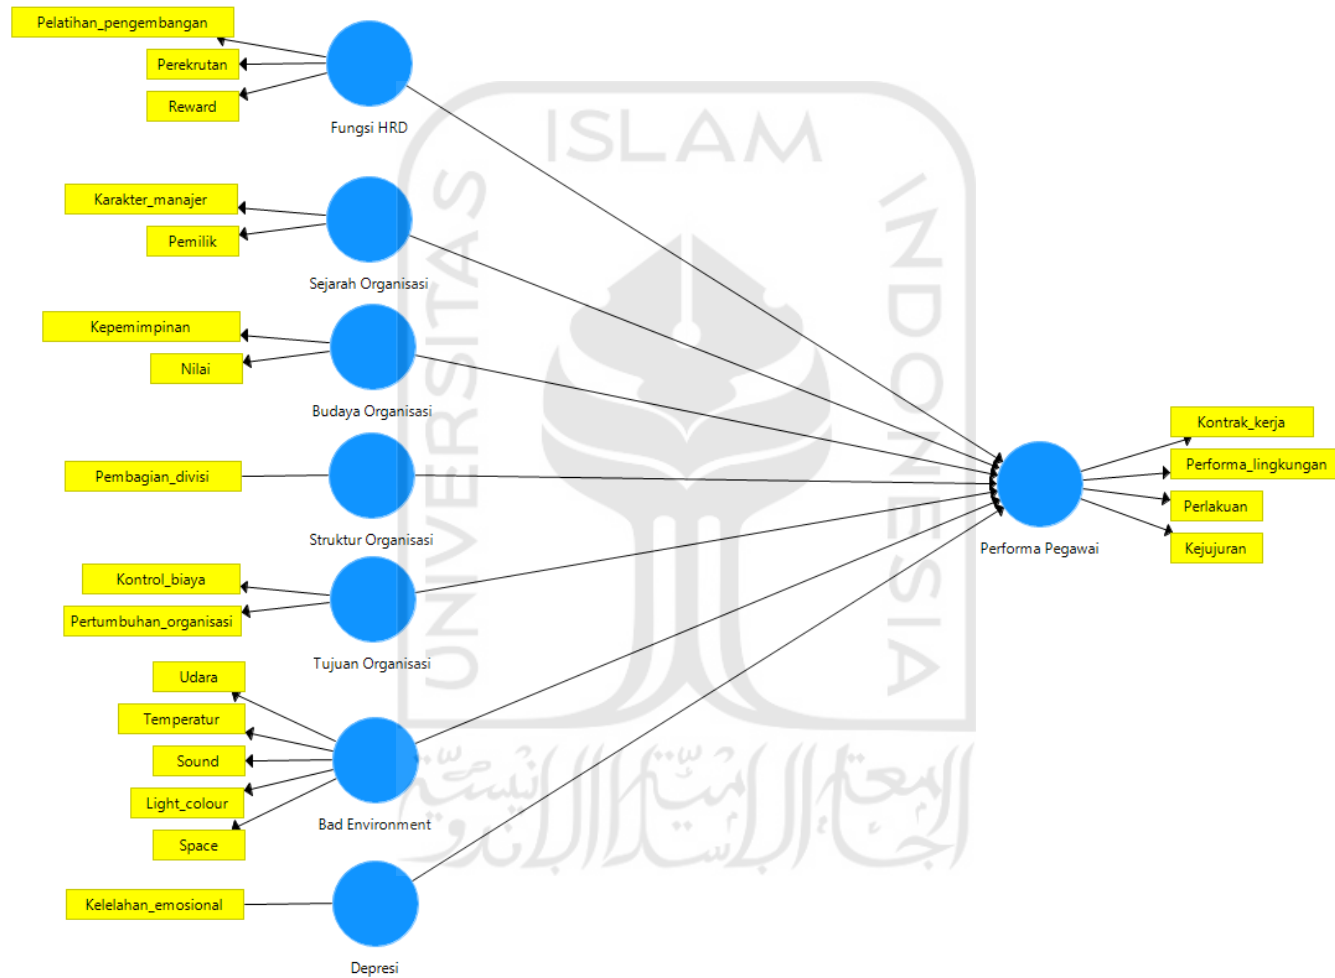 Pelatihan_pengembangan
Perekrutan
Reward
Fungsi HRD
Karakter_manajer
Pemilik
Sejarah Organisasi
Kepemimpinan
Nilai
Budaya Organisasi
Pembagian_divisi
Struktur Organisasi
Kontrol_biaya
Pertumbuhan_organisasi
Tujuan Organisasi
Udara
Temperatur
Sound
Light_colour
Space
Bad Environment
Kelelahan_emosional
Depresi
Performa Pegawai
Kontrak_kerja
Performa_lingkungan
Perlakuan
Kejujuran
UNIVERSITAS
ISLAM
INDONESIA